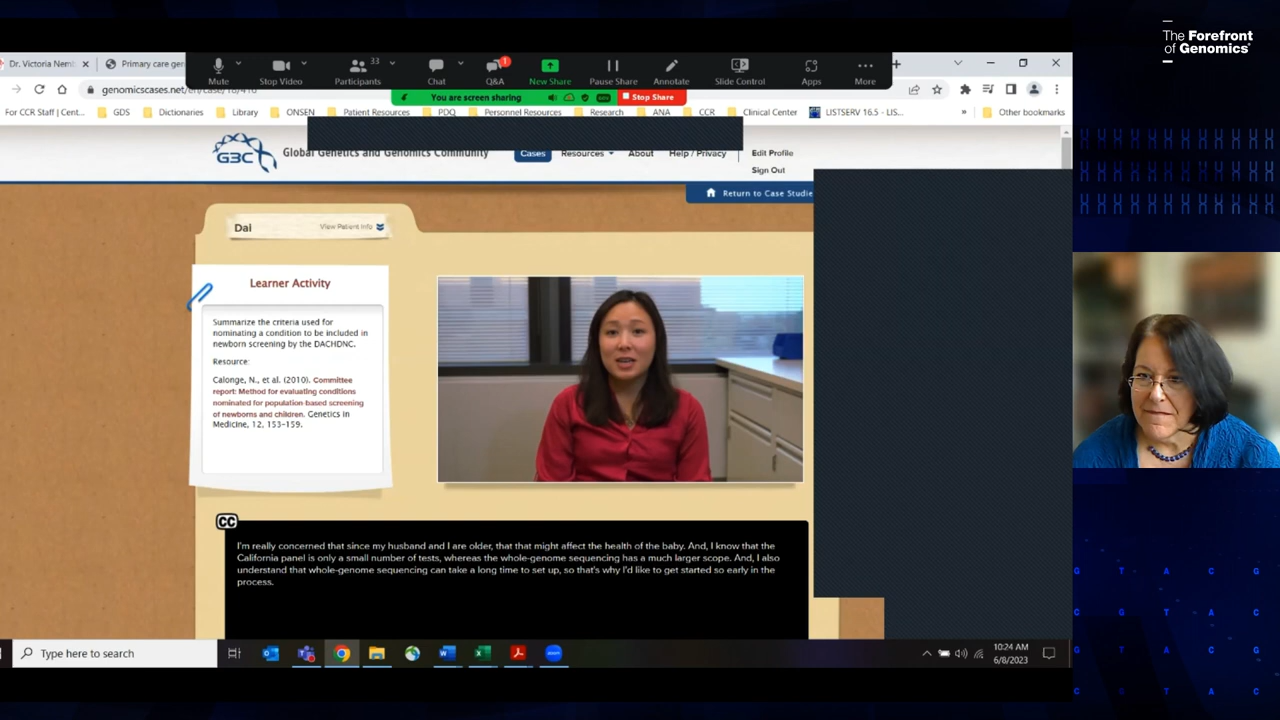 The Forefront
of Genomics®
Dr. Victoria Nemb
Primary care gen
33
1
Mute
Stop Video
Participants
Chat
Q&A
New Share
Pause Share
Annotate
Slide Control
Apps
More
genomicscases.net/en/case/
You are screen sharing
Stop Share
For CCR Staff | Cent...
GDS
Dictionaries
Library
ONSEN
Patient Resources
PDQ
Personnel Resources
Research
ANA
CCR
Clinical Center
LISTSERV 16.5 - LIS...
»
Other bookmarks
G3C
Global Genetics and Genomics Community
Cases
Resources
About
Help / Privacy
Edit Profile
Sign Out
Return to Case Studie
Dai
View Patient Info
Learner Activity
Summarize the criteria used for
nominating a condition to be included in
newborn screening by the DACHDNC.
Resource:
Calonge, N., et al. (2010). Committee
report: Method for evaluating conditions
nominated for population based screening
of newborns and children. Genetics in
Medicine, 12, 153-159.
CC
I'm really concerned that since my husband and I are older, that that might affect the health of the baby. And, I know that the
California panel is only a small number of tests, whereas the whole-genome sequencing has a much larger scope. And, I also
understand that whole-genome sequencing can take a long time to set up, so that's why I'd like to get started so early in the
process.
G T A C G
C G T A C
G T A C G
C G T A C
Type here to search
10:24 AM
6/8/2023